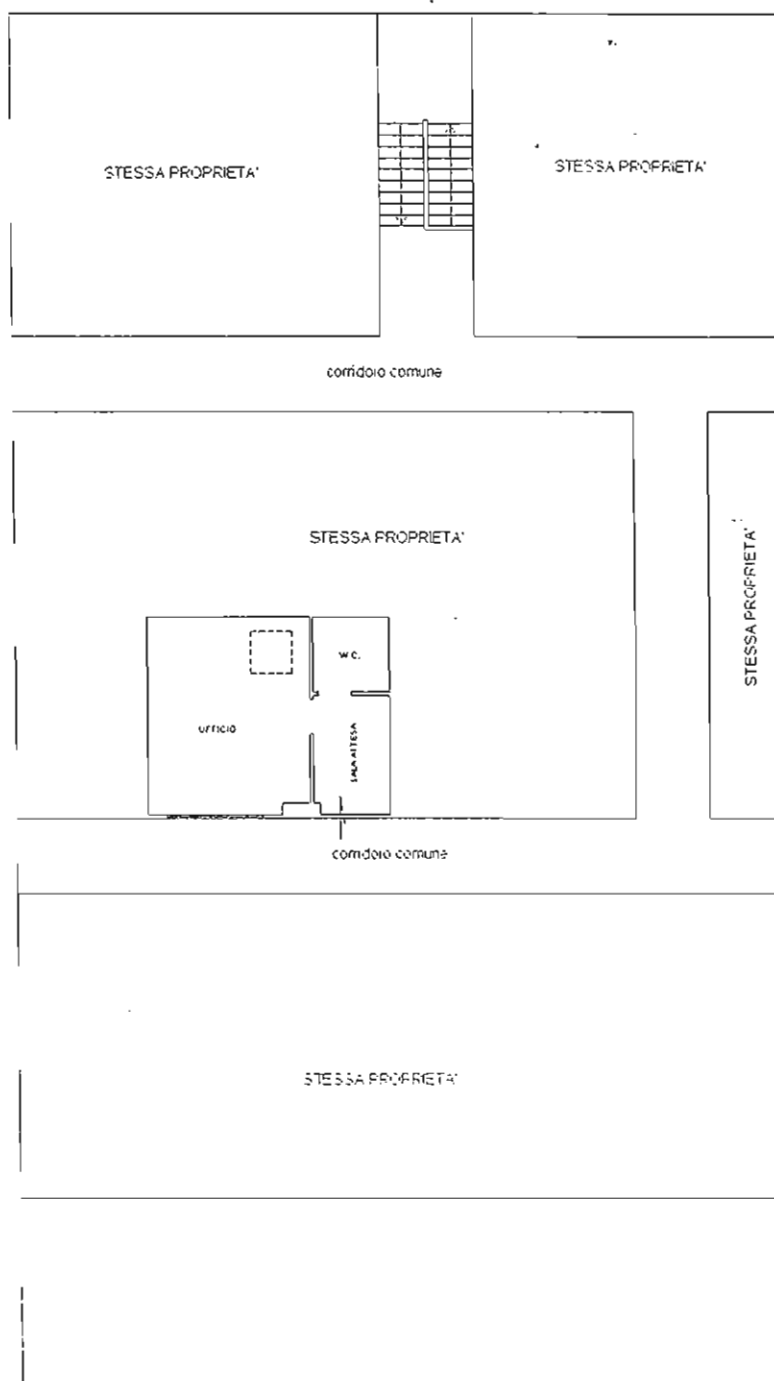 STESSA PROPRIETA'
STESSA PROPRIETA'
corridoio comune
STESSA PROPRIETA'
STESSA PROPRIETA'
w.c.
ufficio
SALA ATTESA
corridoio comune
STESSA PROPRIETA'